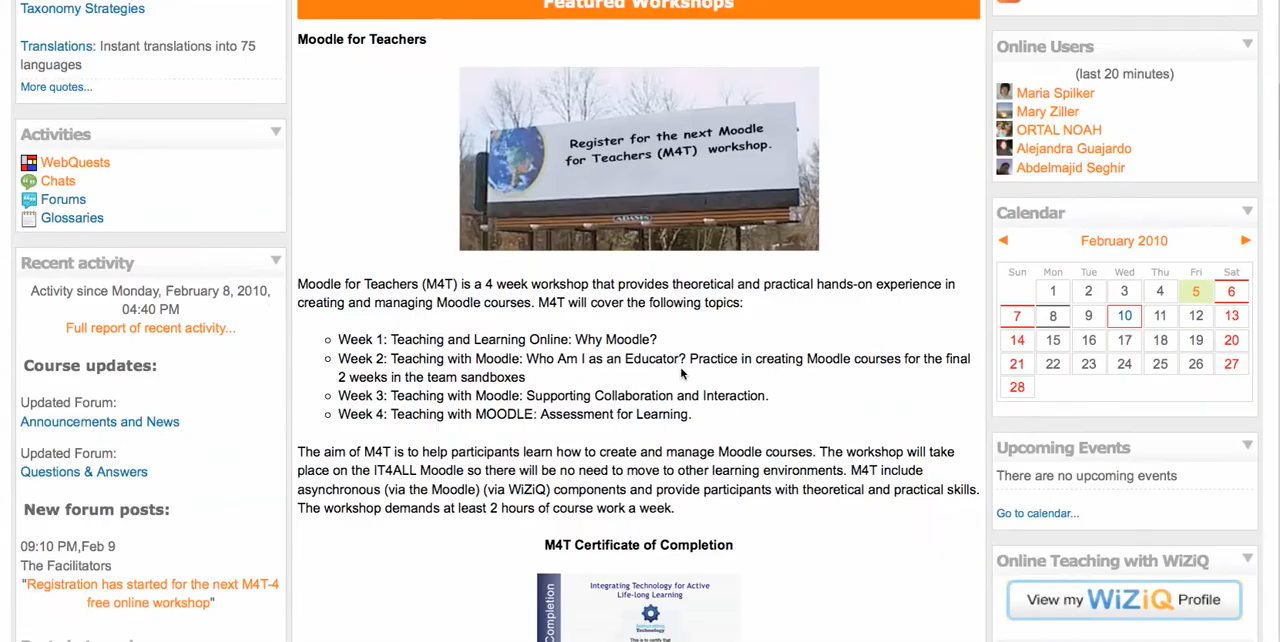 Taxonomy Strategies
Translations: Instant translations into 75
languages
More quotes...
Activities
WebQuests
Chats
Forums
Glossaries
Recent activity
Activity since Monday, February 8, 2010,
04:40 PM
Full report of recent activity...
Course updates:
Updated Forum:
Announcements and News
Updated Forum:
Questions & Answers
New forum posts:
09:10 PM,Feb 9
The Facilitators
"Registration has started for the next M4T-4
free online workshop"
Featured Workshops
Moodle for Teachers
Register for the next Moodle
for Teachers (M4T) workshop.
ADAMS
Moodle for Teachers (M4T) is a 4 week workshop that provides theoretical and practical hands-on experience in
creating and managing Moodle courses. M4T will cover the following topics:
Week 1: Teaching and Learning Online: Why Moodle?
Week 2: Teaching with Moodle: Who Am I as an Educator? Practice in creating Moodle courses for the final
2 weeks in the team sandboxes
Week 3: Teaching with Moodle: Supporting Collaboration and Interaction.
Week 4: Teaching with MOODLE: Assessment for Learning.
The aim of M4T is to help participants learn how to create and manage Moodle courses. The workshop will take
place on the IT4ALL Moodle so there will be no need to move to other learning environments. M4T include
asynchronous (via the Moodle) (via WiZiQ) components and provide participants with theoretical and practical skills.
The workshop demands at least 2 hours of course work a week.
M4T Certificate of Completion
Completion
Integrating Technology for Active
Life-long Learning
This is to certify that
Online Users
(last 20 minutes)
Maria Spilker
Mary Ziller
ORTAL NOAH
Alejandra Guajardo
Abdelmajid Seghir
Calendar
February 2010
Sun Mon Tue Wed Thu Fri Sat
1 2 3 4 5 6
7 8 9 10 11 12 13
14 15 16 17 18 19 20
21 22 23 24 25 26 27
28
Upcoming Events
There are no upcoming events
Go to calendar...
Online Teaching with WiZiQ
View my WiZiQ Profile